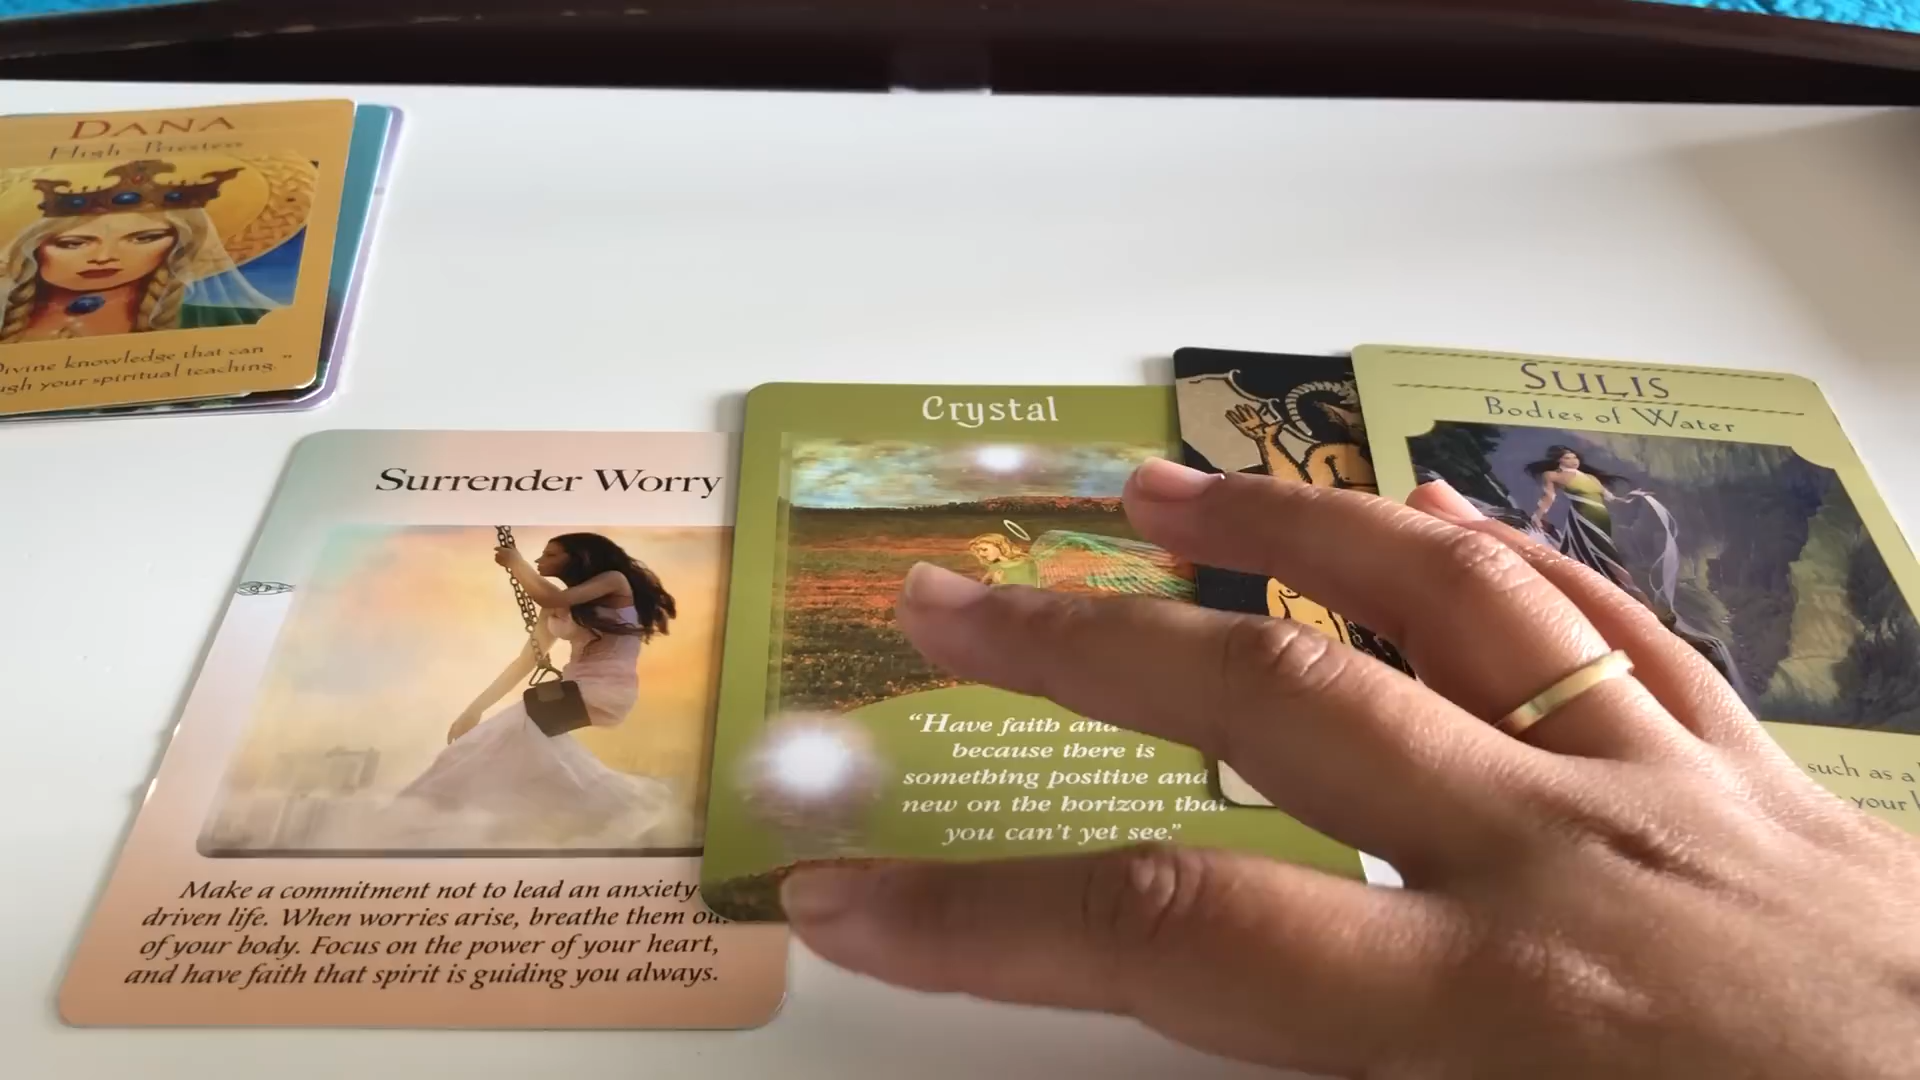 DANA
High Priestess
Divine knowledge that can
your spiritual teaching."
Surrender Worry
Make a commitment not to lead an anxiety-
driven life. When worries arise, breathe them
of your body. Focus on the power of your heart,
and have faith that spirit is guiding you always.
Crystal
"Have faith
because there is
something positive and
new on the horizon that
you can't yet see."
SULIS
Bodies of Water
such as a
your